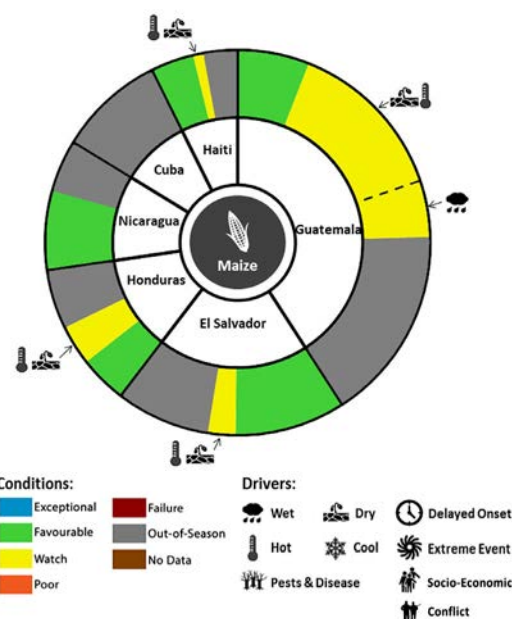 Haiti
Cuba
Guatemala
Nicaragua
Maize
Honduras
El Salvador
Conditions:
Exceptional
Failure
Favourable
Out-of-Season
Watch
No Data
Poor
Drivers:
Wet
Dry
Delayed Onset
Hot
Cool
Extreme Event
Pests & Disease
Socio-Economic
Conflict